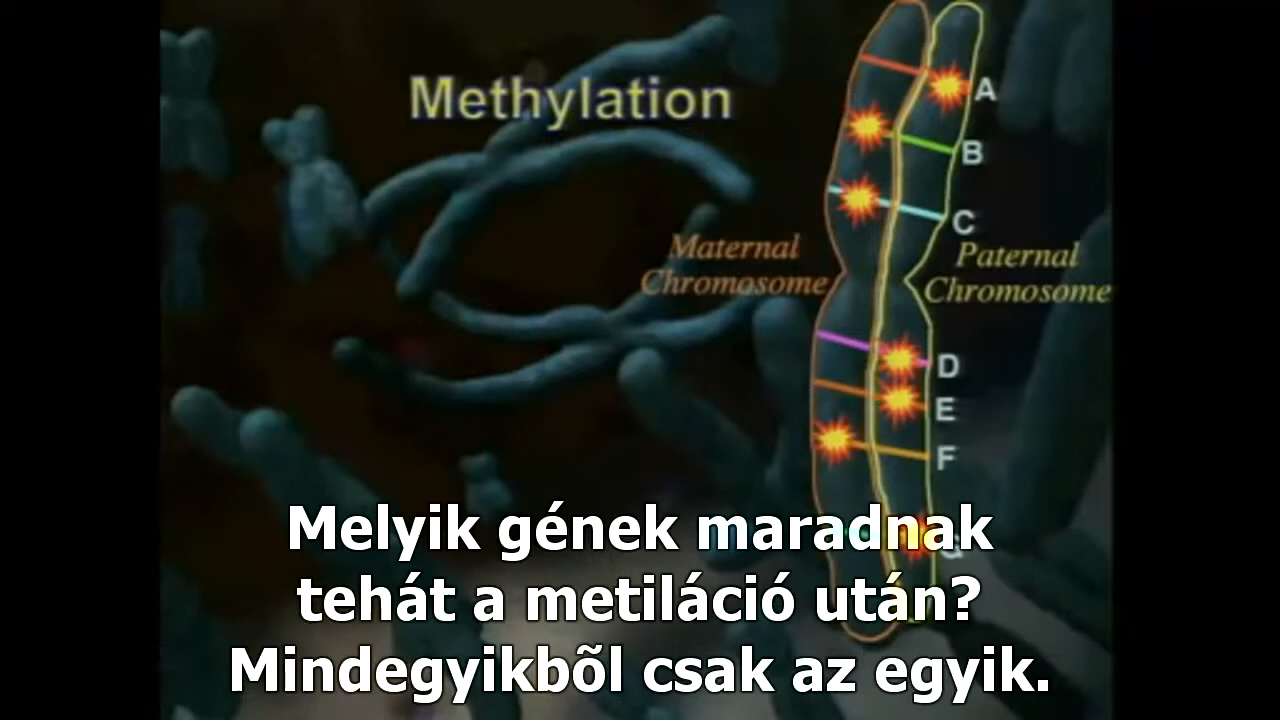 Methylation
A
B
C
Maternal
Chromosome
Paternal
Chromosome
D
E
F
G
Melyik gének maradnak
tehát a metiláció után?
Mindegyikbõl csak az egyik.